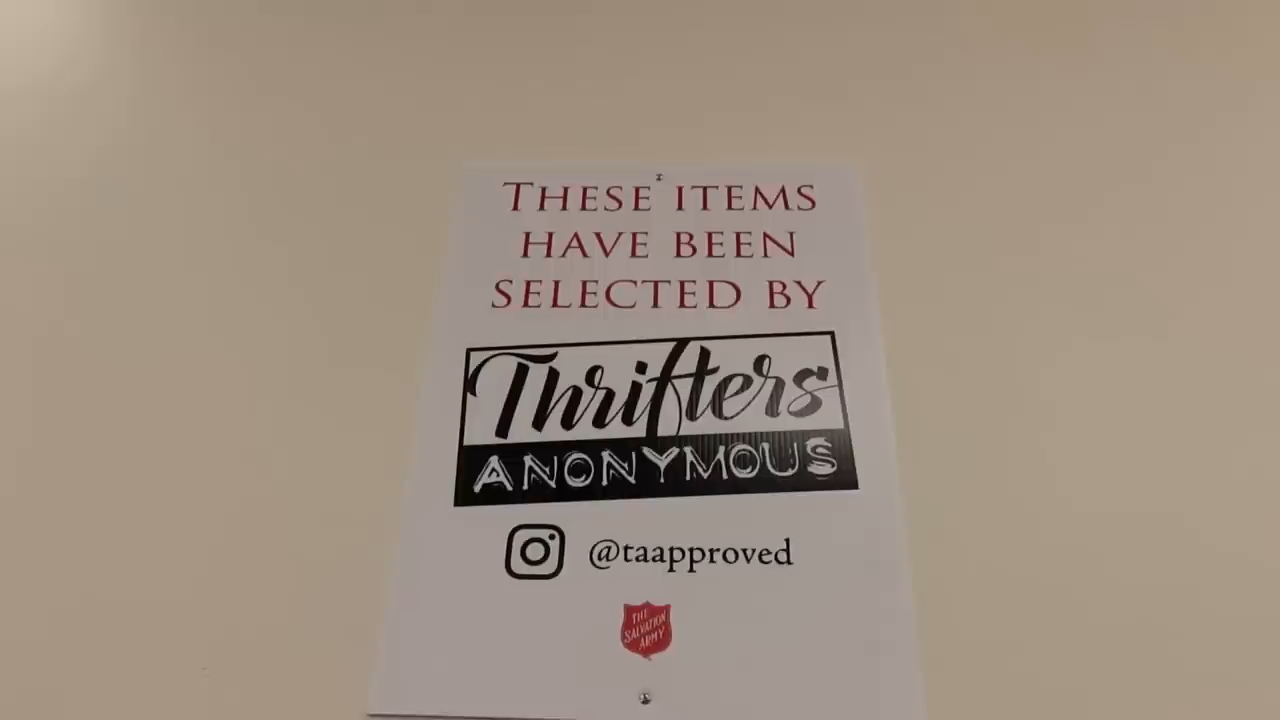 THESE ITEMS
HAVE BEEN
SELECTED BY
Thrifters
ANONYMOUS
@taapproved
THE
SALVATION
ARMY